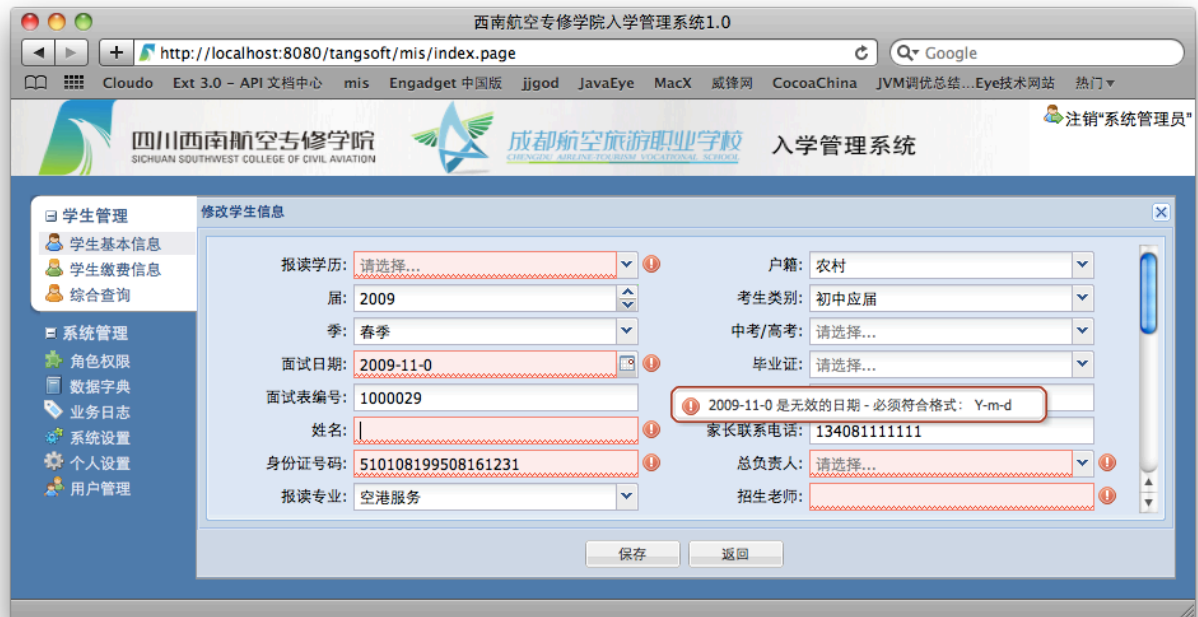 西南航空专修学院入学管理系统1.0
http://localhost:8080/tangsoft/mis/index.page
Google
Cloudo Ext 3.0 – API 文档中心 mis Engadget 中国版 jjgod JavaEye MacX 威锋网 CocoaChina JVM调优总结...Eye技术网站 热门
四川西南航空专修学院
SICHUAN SOUTHWEST COLLEGE OF CIVIL AVIATION
成都航空旅游职业学校
CHENGDU AIRLINE-TOURISM VOCATIONAL SCHOOL
入学管理系统
注销“系统管理员”
学生管理
学生基本信息
学生缴费信息
综合查询
系统管理
角色权限
数据字典
业务日志
系统设置
个人设置
用户管理
修改学生信息
报读学历: 请选择... 户籍: 农村
届: 2009 考生类别: 初中应届
季: 春季 中考/高考: 请选择...
面试日期: 2009-11-0 毕业证: 请选择...
面试表编号: 1000029
2009-11-0 是无效的日期 - 必须符合格式: Y-m-d
姓名: 家长联系电话: 134081111111
身份证号码: 510108199508161231 总负责人: 请选择...
报读专业: 空港服务 招生老师:
保存 返回